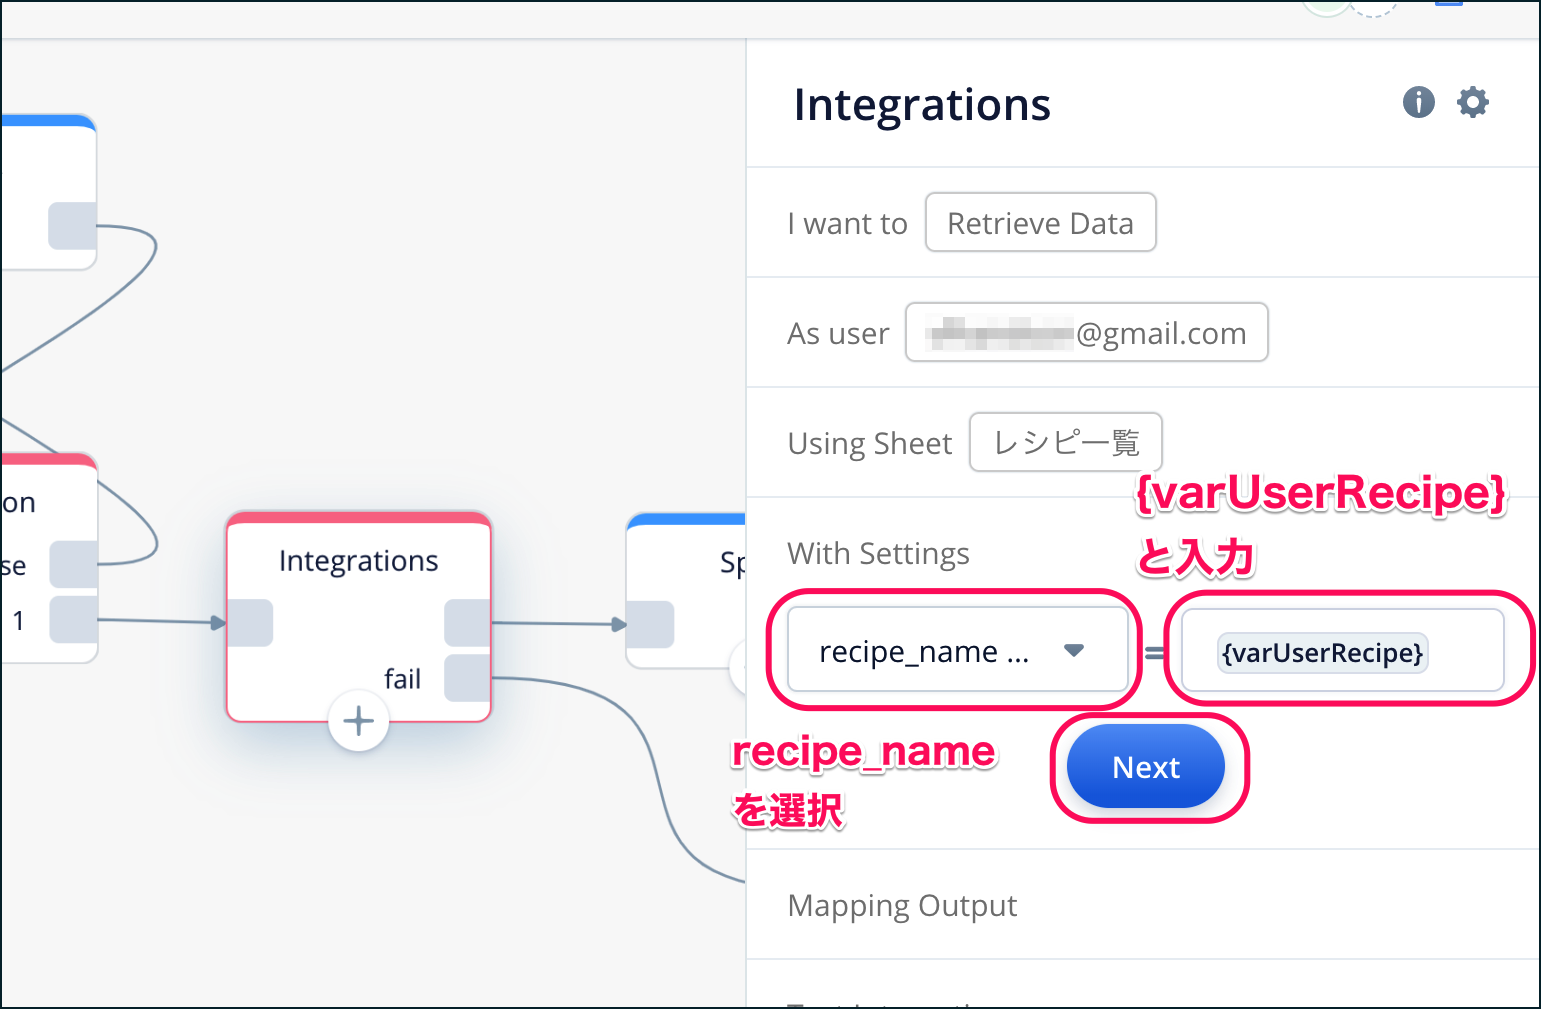 Integrations
I want to Retrieve Data
As user @gmail.com
Using Sheet レシピ一覧
{varUserRecipe}
と入力
With Settings
recipe_name ... = {varUserRecipe}
recipe_name
を選択
Next
Mapping Output
on
se
1
Integrations
fail
Sp